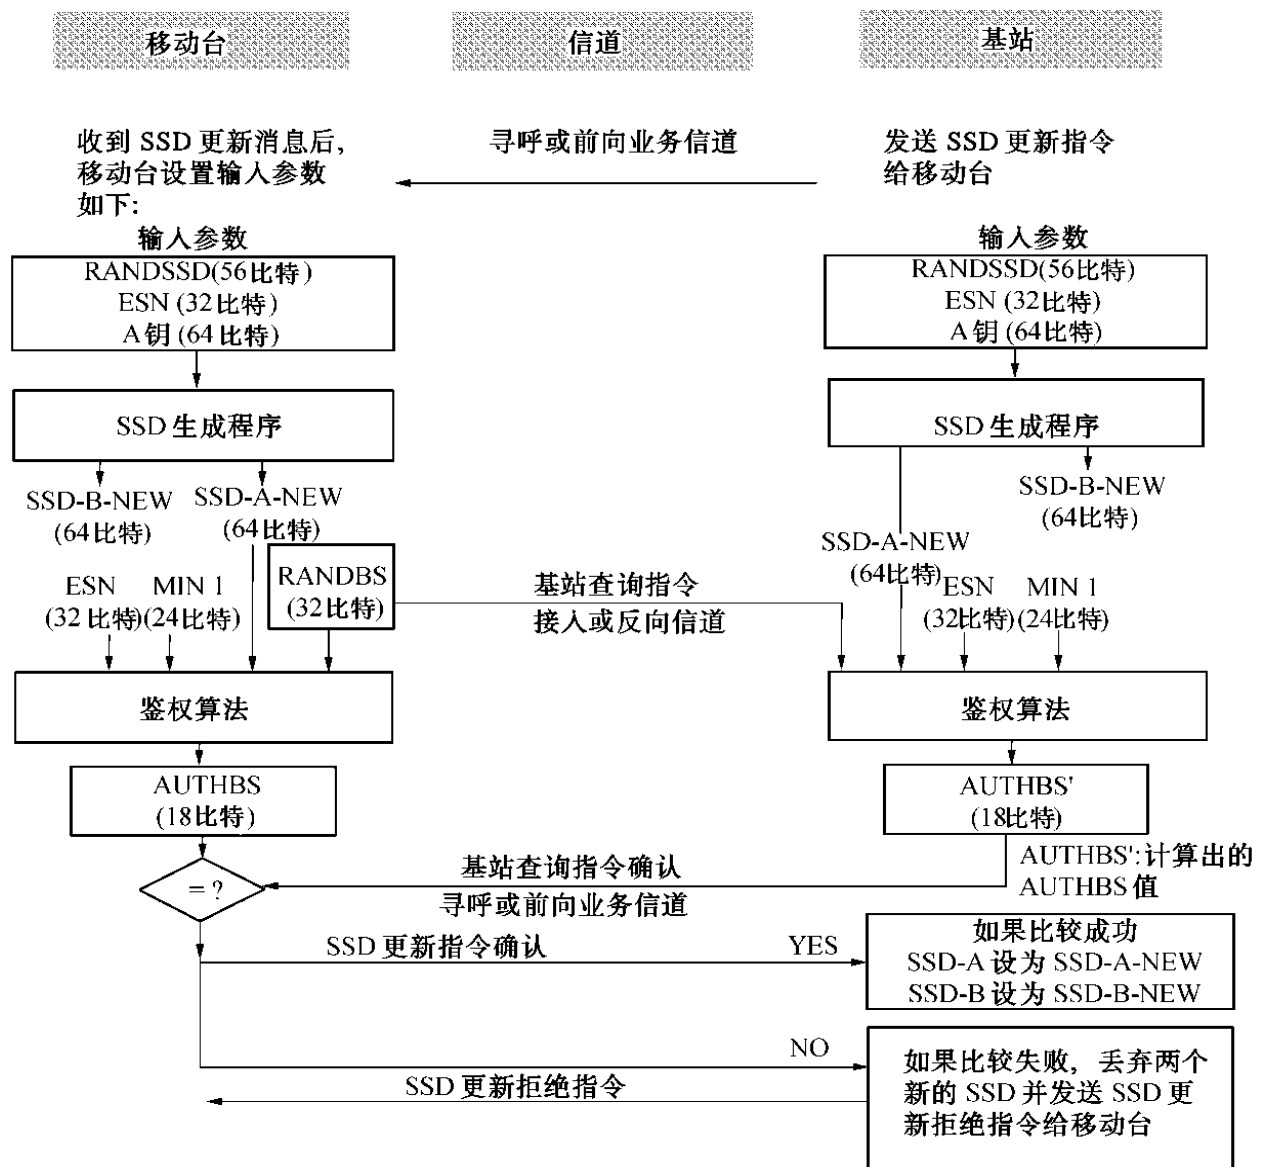 移动台
信道
基站
收到 SSD 更新消息后,
移动台设置输入参数
如下:
寻呼或前向业务信道
发送 SSD 更新指令
给移动台
输入参数
RANDSSD(56比特)
ESN (32比特)
A钥 (64比特)
输入参数
RANDSSD(56比特)
ESN (32比特)
A钥 (64比特)
SSD 生成程序
SSD 生成程序
SSD-B-NEW
(64比特)
SSD-A-NEW
(64比特)
SSD-B-NEW
(64比特)
SSD-A-NEW
(64比特)
ESN
(32比特)
MIN 1
(24比特)
RANDBS
(32比特)
基站查询指令
接入或反向信道
ESN
(32比特)
MIN 1
(24比特)
鉴权算法
鉴权算法
AUTHBS
(18比特)
AUTHBS'
(18比特)
AUTHBS':计算出的
AUTHBS 值
= ?
基站查询指令确认
寻呼或前向业务信道
SSD 更新指令确认
YES
如果比较成功
SSD-A 设为 SSD-A-NEW
SSD-B 设为 SSD-B-NEW
NO
SSD 更新拒绝指令
如果比较失败, 丢弃两个
新的 SSD 并发送 SSD 更
新拒绝指令给移动台